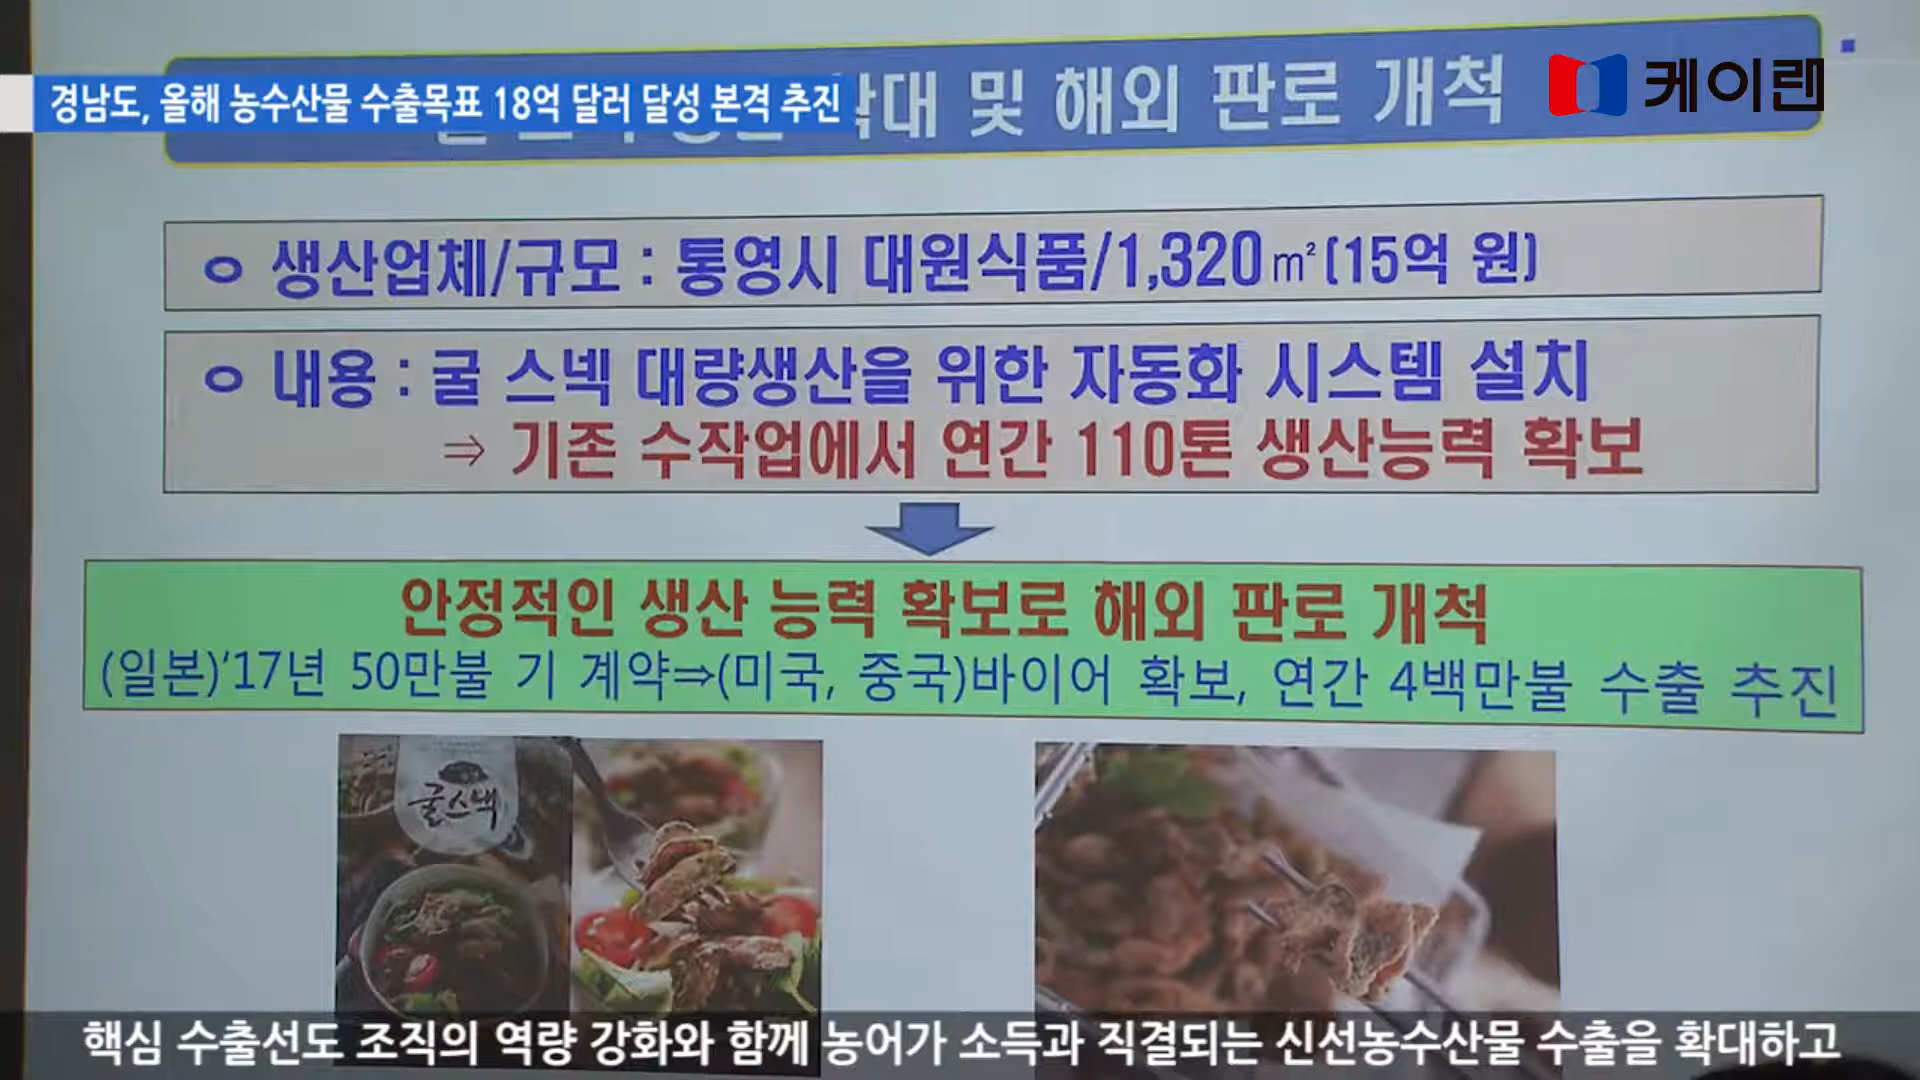 경남도, 올해 농수산물 수출목표 18억 달러 달성 본격 추진
및 해외 판로 개척
케이랜
ㅇ 생산업체/규모 : 통영시 대원식품/1,320㎡(15억 원)
ㅇ 내용 : 굴 스넥 대량생산을 위한 자동화 시스템 설치
⇒ 기존 수작업에서 연간 110톤 생산능력 확보
안정적인 생산 능력 확보로 해외 판로 개척
(일본)’17년 50만불 기 계약⇒(미국, 중국)바이어 확보, 연간 4백만불 수출 추진
굴스넥
핵심 수출선도 조직의 역량 강화와 함께 농어가 소득과 직결되는 신선농수산물 수출을 확대하고